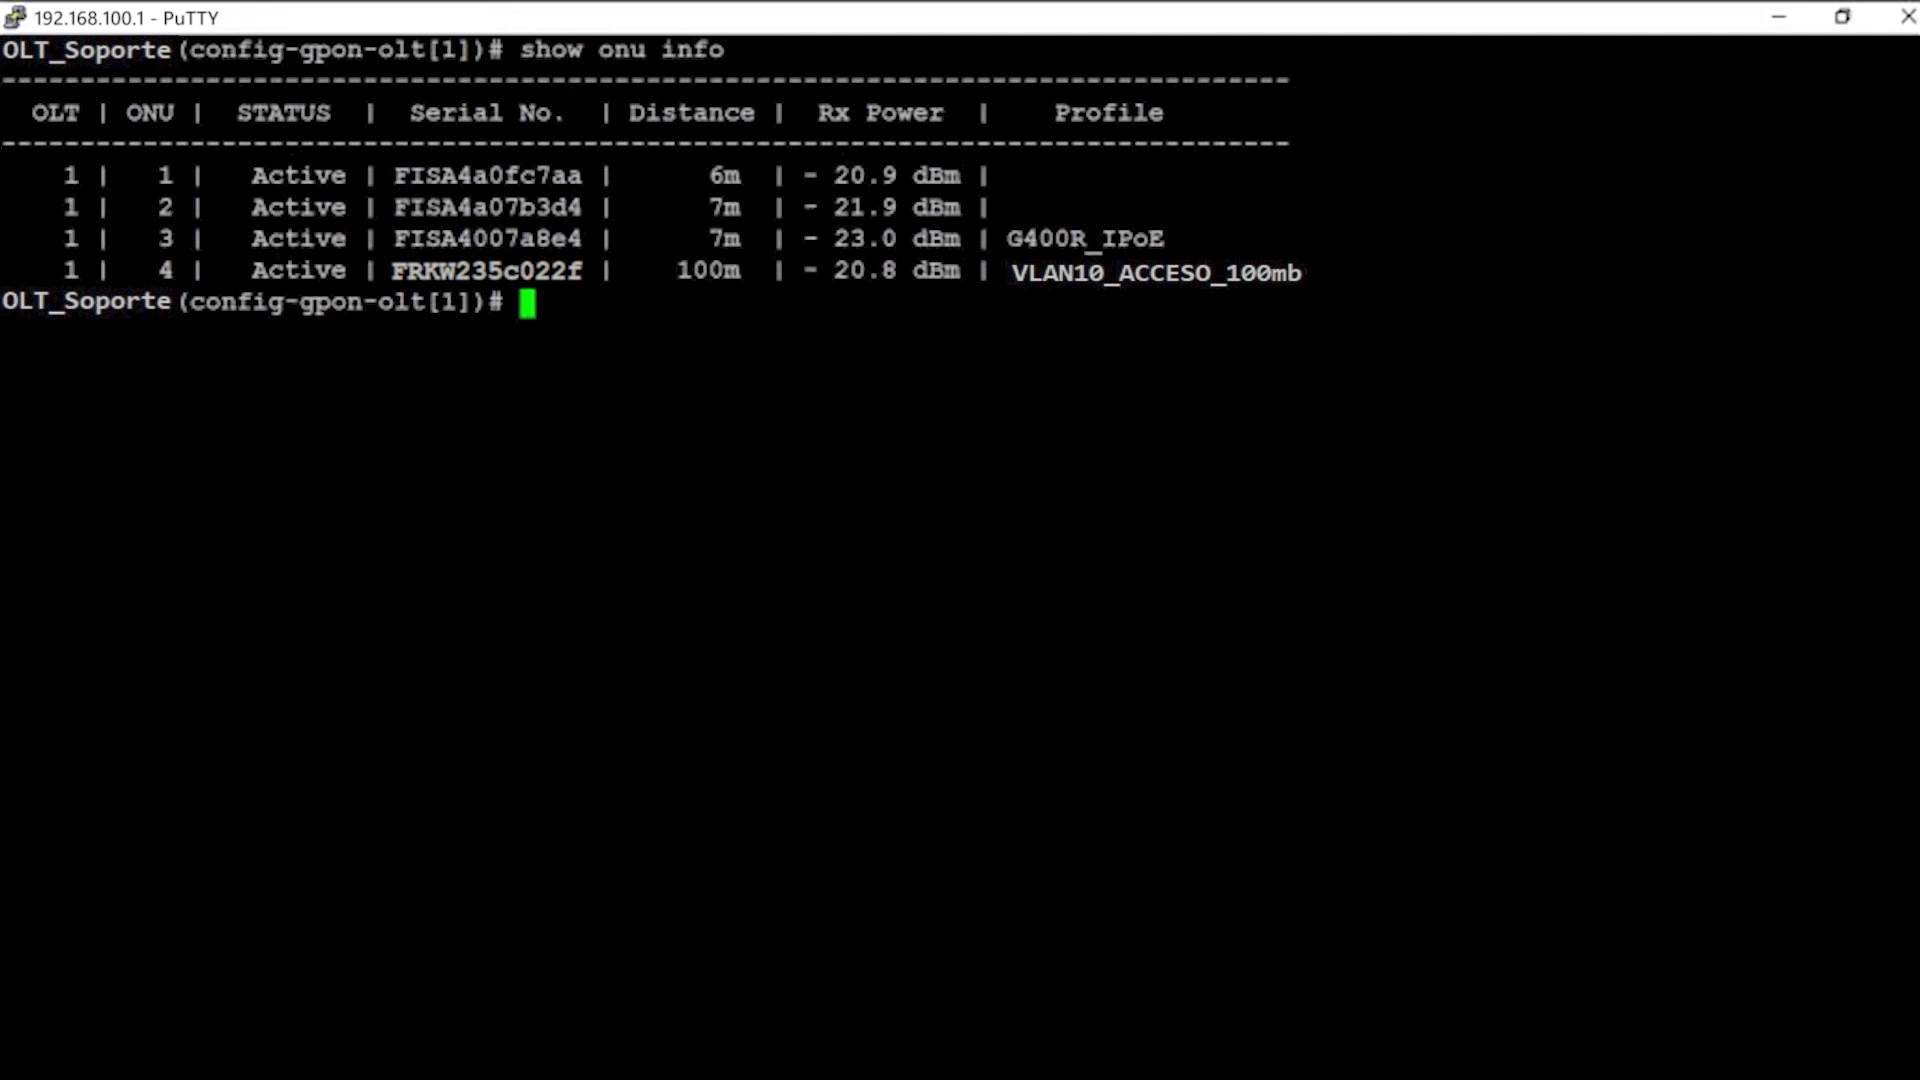 192.168.100.1 - PuTTY
OLT_Soporte(config-gpon-olt[1])# show onu info
----------------------------------------------------------------------------------
OLT | ONU | STATUS | Serial No. | Distance | Rx Power | Profile
----------------------------------------------------------------------------------
1 | 1 | Active | FISA4a0fc7aa | 6m | - 20.9 dBm |
1 | 2 | Active | FISA4a07b3d4 | 7m | - 21.9 dBm |
1 | 3 | Active | FISA4007a8e4 | 7m | - 23.0 dBm | G400R_IPoE
1 | 4 | Active | FRKW235c022f | 100m | - 20.8 dBm | VLAN10_ACCESO_100mb
OLT_Soporte(config-gpon-olt[1])#